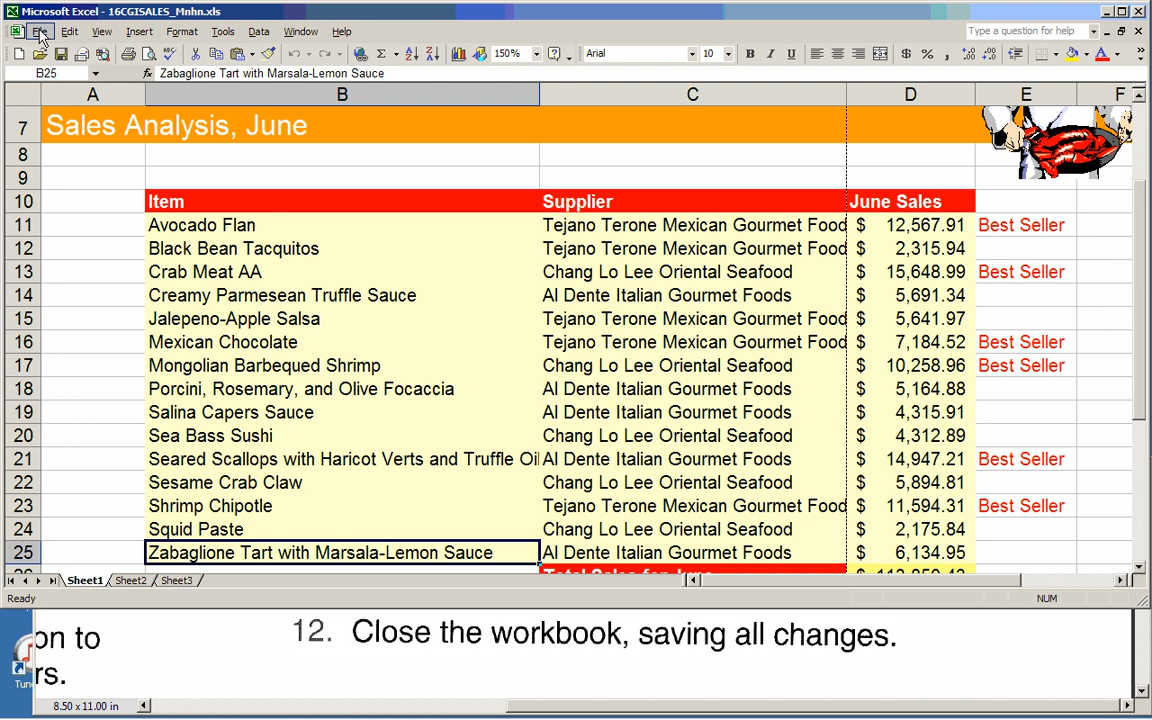 Microsoft Excel - 16CGISALES_Mnhn.xls
File Edit View Insert Format Tools Data Window Help
Type a question for help
150% Arial 10 B I U $ % ,
B25 fx Zabaglione Tart with Marsala-Lemon Sauce
A B C D E F
7 Sales Analysis, June
8
9
10 Item Supplier June Sales
11 Avocado Flan Tejano Terone Mexican Gourmet Food $ 12,567.91 Best Seller
12 Black Bean Tacquitos Tejano Terone Mexican Gourmet Food $ 2,315.94
13 Crab Meat AA Chang Lo Lee Oriental Seafood $ 15,648.99 Best Seller
14 Creamy Parmesean Truffle Sauce Al Dente Italian Gourmet Foods $ 5,691.34
15 Jalepeno-Apple Salsa Tejano Terone Mexican Gourmet Food $ 5,641.97
16 Mexican Chocolate Tejano Terone Mexican Gourmet Food $ 7,184.52 Best Seller
17 Mongolian Barbequed Shrimp Chang Lo Lee Oriental Seafood $ 10,258.96 Best Seller
18 Porcini, Rosemary, and Olive Focaccia Al Dente Italian Gourmet Foods $ 5,164.88
19 Salina Capers Sauce Al Dente Italian Gourmet Foods $ 4,315.91
20 Sea Bass Sushi Chang Lo Lee Oriental Seafood $ 4,312.89
21 Seared Scallops with Haricot Verts and Truffle Oil Al Dente Italian Gourmet Foods $ 14,947.21 Best Seller
22 Sesame Crab Claw Chang Lo Lee Oriental Seafood $ 5,894.81
23 Shrimp Chipotle Tejano Terone Mexican Gourmet Food $ 11,594.31 Best Seller
24 Squid Paste Chang Lo Lee Oriental Seafood $ 2,175.84
25 Zabaglione Tart with Marsala-Lemon Sauce Al Dente Italian Gourmet Foods $ 6,134.95
Total Sales for June
Sheet1 Sheet2 Sheet3
Ready NUM
on to 12. Close the workbook, saving all changes.
rs.
Tun
8.50 x 11.00 in